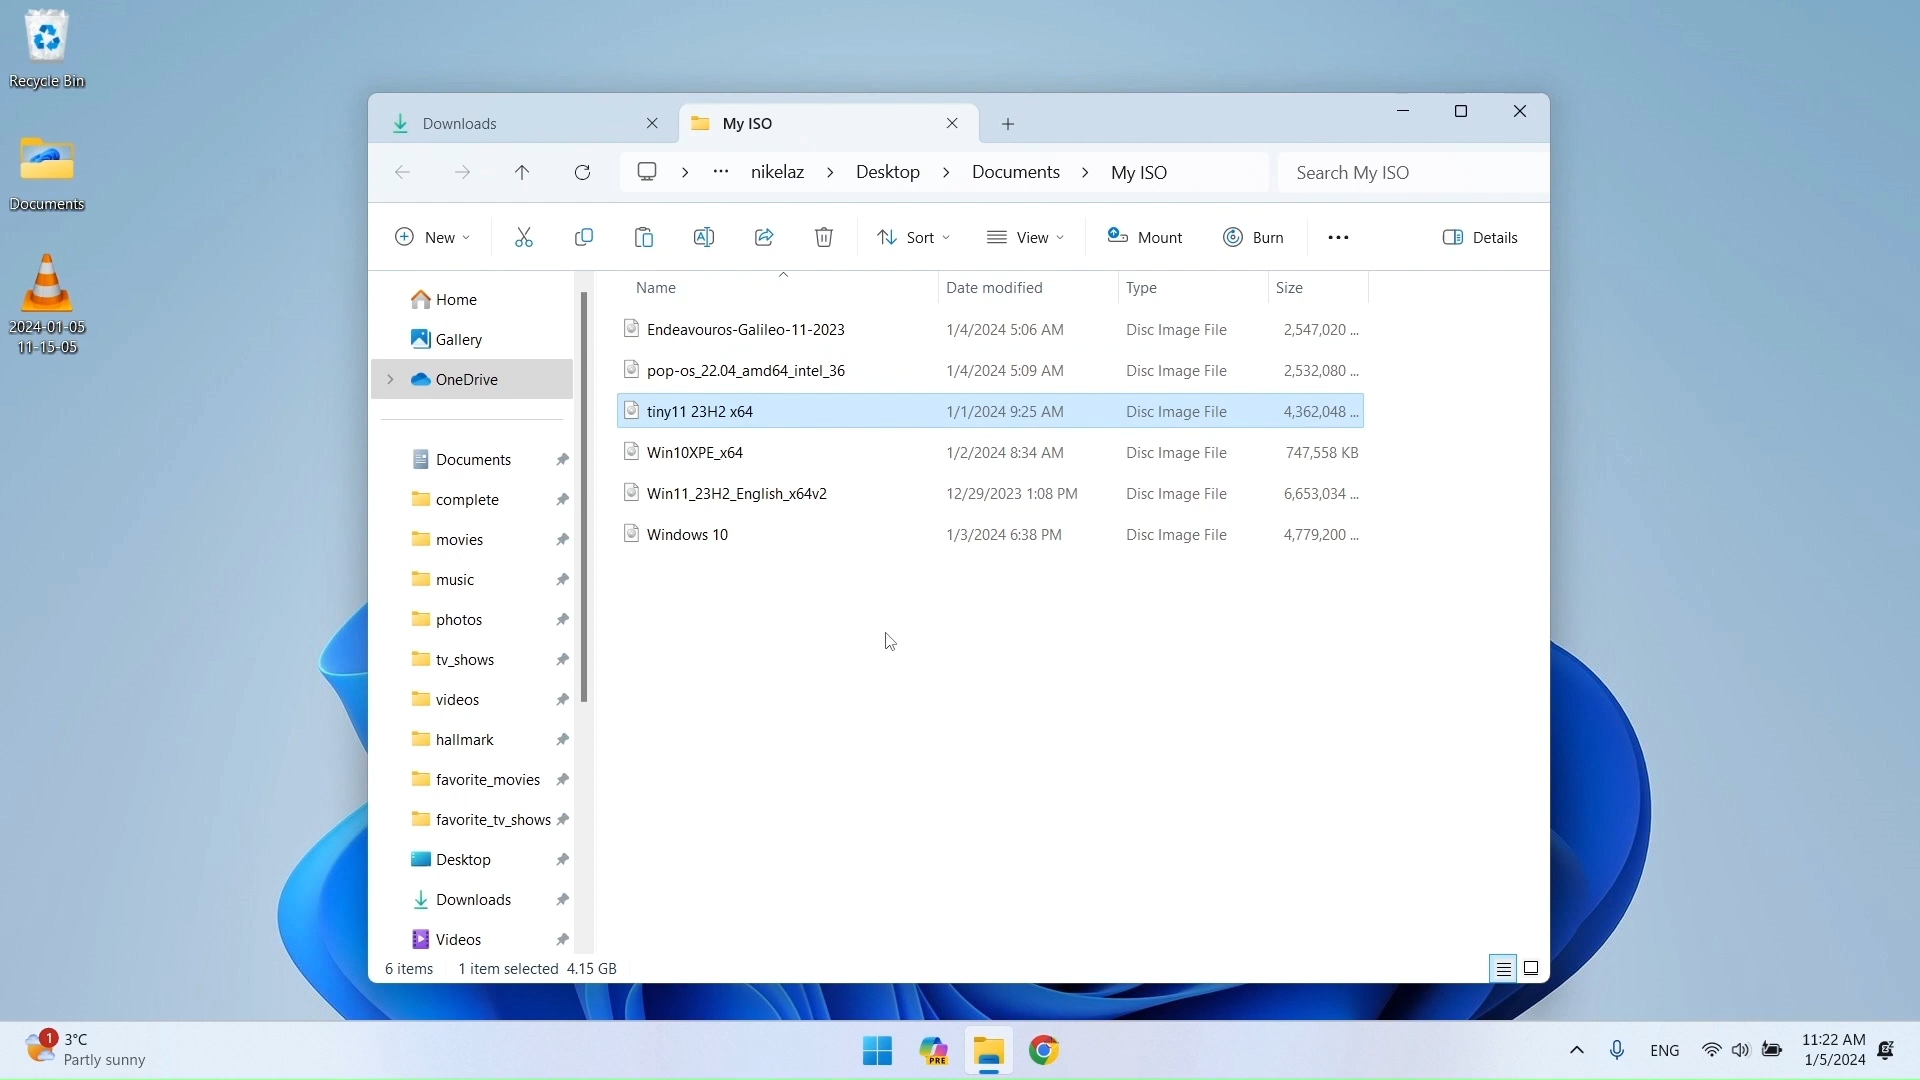 Recycle Bin
Documents
2024-01-05
11-15-05
Downloads
My ISO
nikelaz
Desktop
Documents
My ISO
Search My ISO
New
Sort
View
Mount
Burn
Details
Home
Gallery
OneDrive
Documents
complete
movies
music
photos
tv_shows
videos
hallmark
favorite_movies
favorite_tv_shows
Desktop
Downloads
Videos
Name Date modified Type Size
Endeavouros-Galileo-11-2023 1/4/2024 5:06 AM Disc Image File 2,547,020 ...
pop-os_22.04_amd64_intel_36 1/4/2024 5:09 AM Disc Image File 2,532,080 ...
tiny11 23H2 x64 1/1/2024 9:25 AM Disc Image File 4,362,048 ...
Win10XPE_x64 1/2/2024 8:34 AM Disc Image File 747,558 KB
Win11_23H2_English_x64v2 12/29/2023 1:08 PM Disc Image File 6,653,034 ...
Windows 10 1/3/2024 6:38 PM Disc Image File 4,779,200 ...
6 items 1 item selected 4.15 GB
1
3°C
Partly sunny
PRE
ENG
11:22 AM
1/5/2024